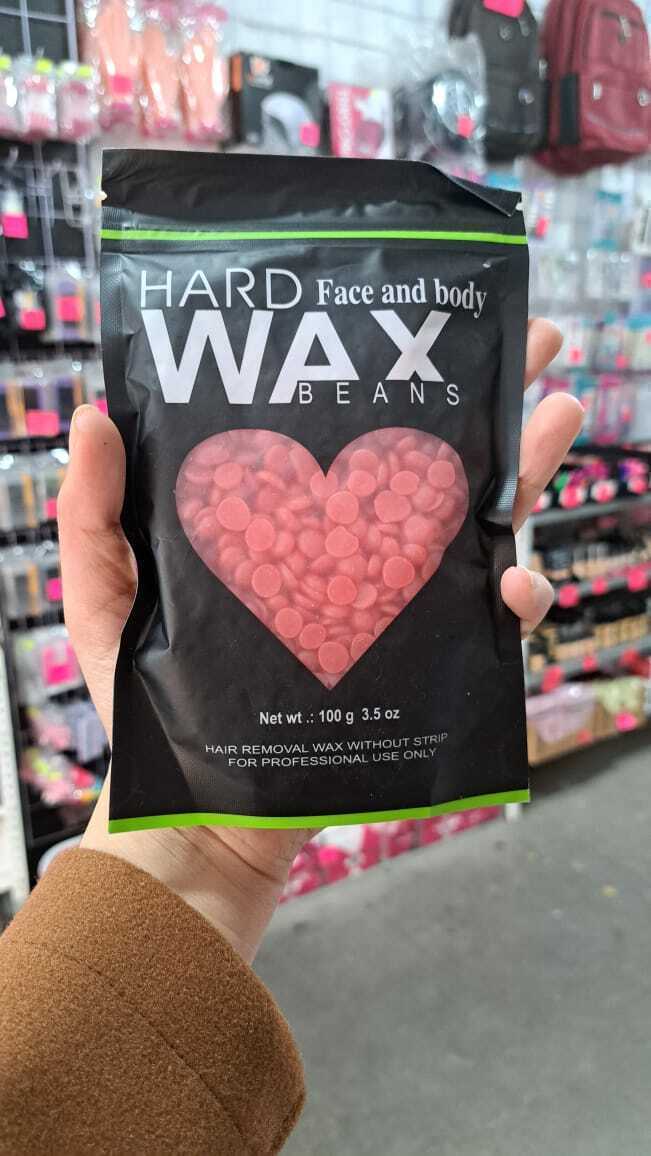 HARD Face and body
WAX
BEANS
Net wt .: 100 g 3.5 oz
HAIR REMOVAL WAX WITHOUT STRIP
FOR PROFESSIONAL USE ONLY